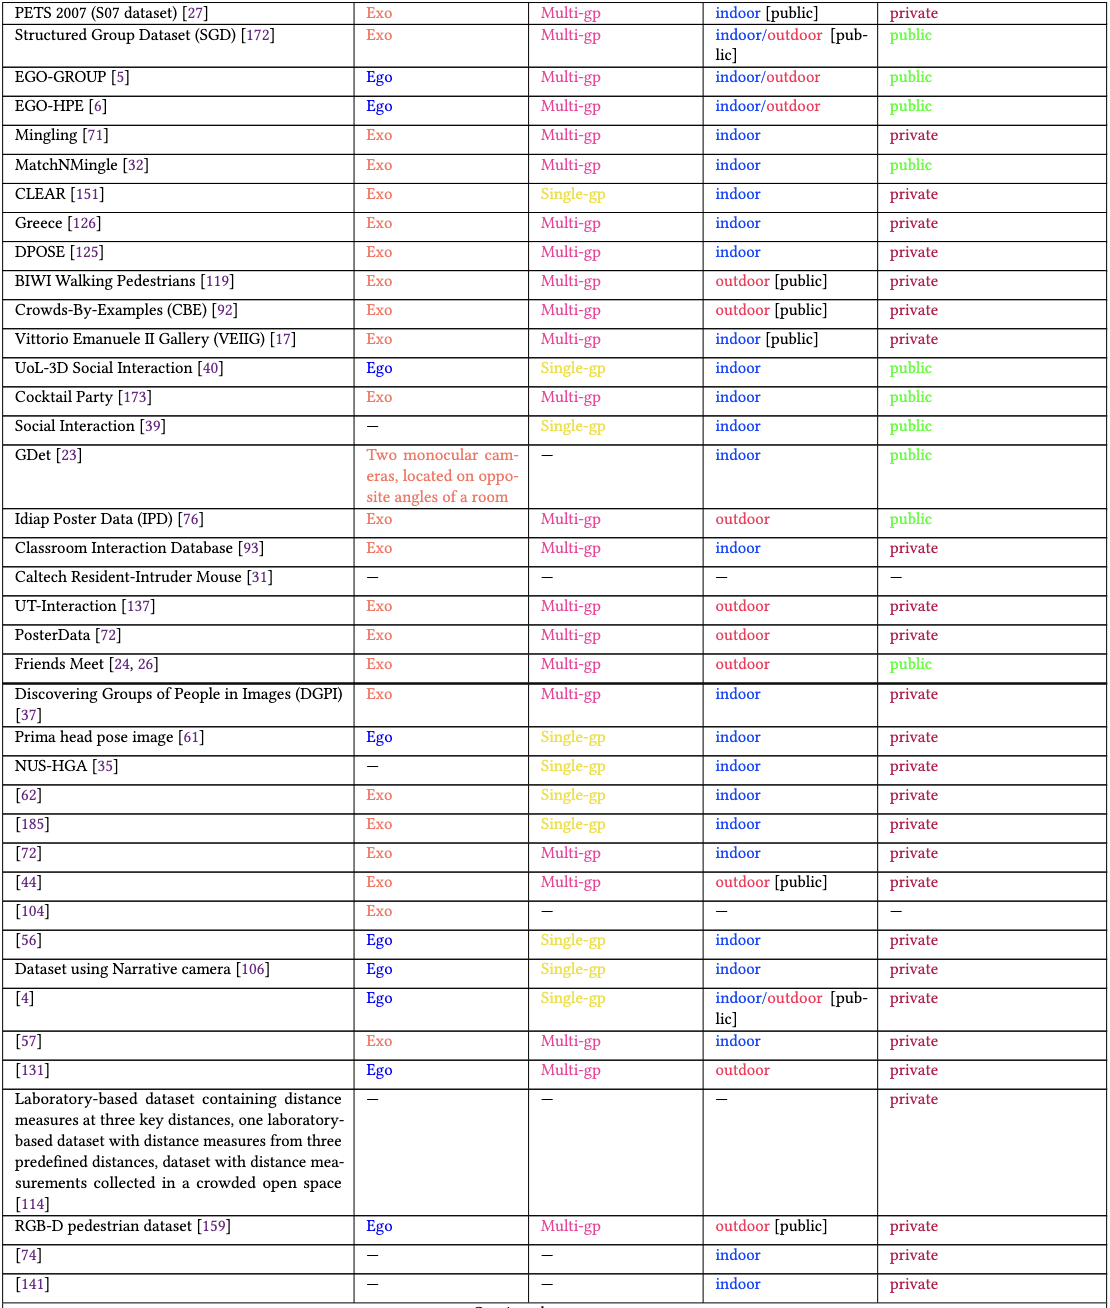 PETS 2007 (S07 dataset) [27] Exo Multi-gp indoor [public] private
Structured Group Dataset (SGD) [172] Exo Multi-gp indoor/outdoor [pub- public
lic]
EGO-GROUP [5] Ego Multi-gp indoor/outdoor public
EGO-HPE [6] Ego Multi-gp indoor/outdoor public
Mingling [71] Exo Multi-gp indoor private
MatchNMingle [32] Exo Multi-gp indoor public
CLEAR [151] Exo Single-gp indoor private
Greece [126] Exo Multi-gp indoor private
DPOSE [125] Exo Multi-gp indoor private
BIWI Walking Pedestrians [119] Exo Multi-gp outdoor [public] private
Crowds-By-Examples (CBE) [92] Exo Multi-gp outdoor [public] private
Vittorio Emanuele II Gallery (VEIIG) [17] Exo Multi-gp indoor [public] private
UoL-3D Social Interaction [40] Ego Single-gp indoor public
Cocktail Party [173] Exo Multi-gp indoor public
Social Interaction [39] — Single-gp indoor public
GDet [23] Two monocular cam- — indoor public
eras, located on oppo-
site angles of a room
Idiap Poster Data (IPD) [76] Exo Multi-gp outdoor public
Classroom Interaction Database [93] Exo Multi-gp indoor private
Caltech Resident-Intruder Mouse [31] — — — —
UT-Interaction [137] Exo Multi-gp outdoor private
PosterData [72] Exo Multi-gp outdoor private
Friends Meet [24, 26] Exo Multi-gp outdoor public
Discovering Groups of People in Images (DGPI) Exo Multi-gp indoor private
[37]
Prima head pose image [61] Ego Single-gp indoor private
NUS-HGA [35] — Single-gp indoor private
[62] Exo Single-gp indoor private
[185] Exo Single-gp indoor private
[72] Exo Multi-gp indoor private
[44] Exo Multi-gp outdoor [public] private
[104] Exo — — —
[56] Ego Single-gp indoor private
Dataset using Narrative camera [106] Ego Single-gp indoor private
[4] Ego Single-gp indoor/outdoor [pub- private
lic]
[57] Exo Multi-gp indoor private
[131] Ego Multi-gp outdoor private
Laboratory-based dataset containing distance — — — private
measures at three key distances, one laboratory-
based dataset with distance measures from three
predefined distances, dataset with distance mea-
surements collected in a crowded open space
[114]
RGB-D pedestrian dataset [159] Ego Multi-gp outdoor [public] private
[74] — — indoor private
[141] — — indoor private